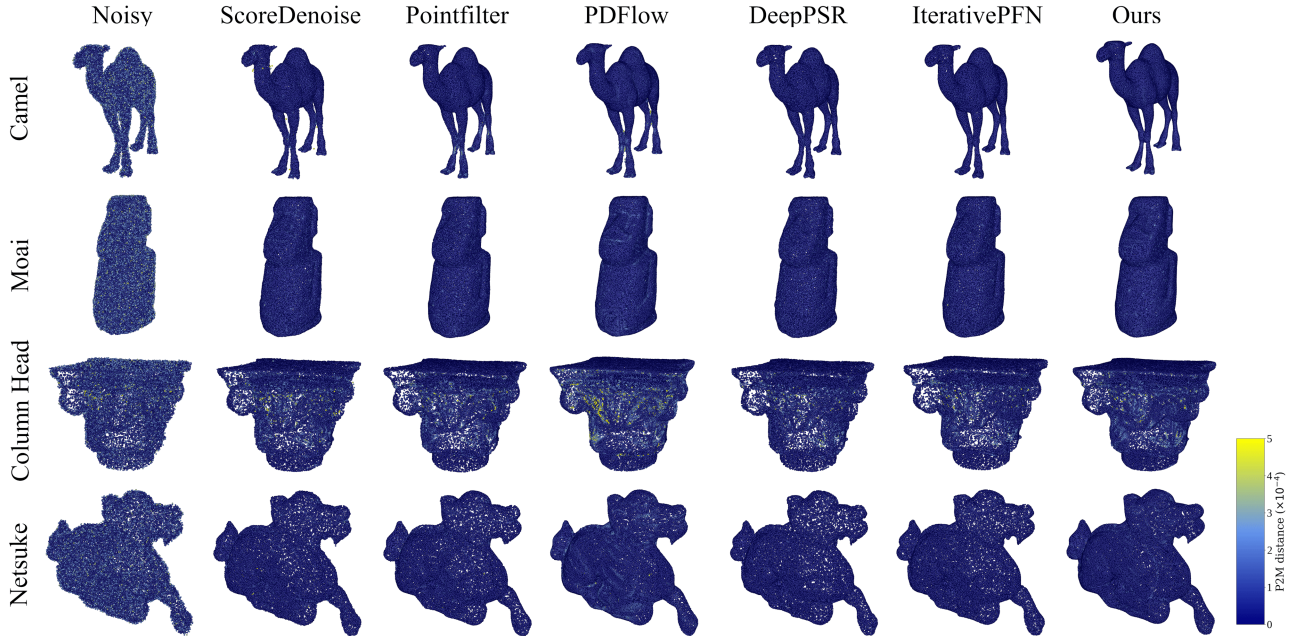 Noisy ScoreDenoise Pointfilter PDFlow DeepPSR IterativePFN Ours
Camel
Moai
Column Head
Netsuke
5
4
3
2
1
0
P2M distance (×10⁻⁴)